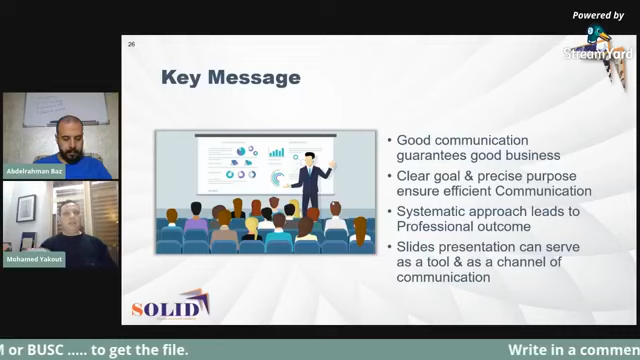 Powered by
StreamYard
26
Key Message
• Good communication
guarantees good business
• Clear goal & precise purpose
ensure efficient Communication
• Systematic approach leads to
Professional outcome
• Slides presentation can serve
as a tool & as a channel of
communication
Abdelrahman Baz
Mohamed Yakout
SOLID
M or BUSC ..... to get the file.
Write in a commen